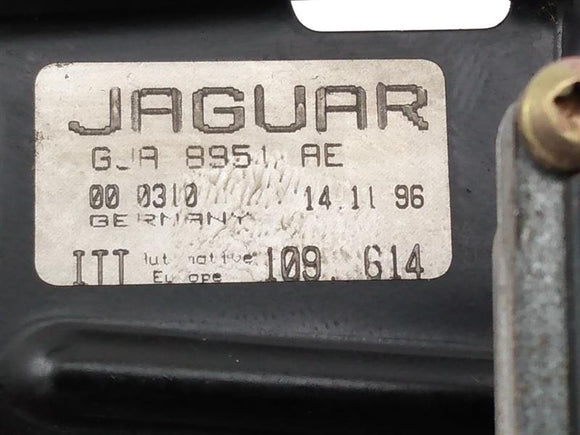 JAGUAR
GJA 8951 AE
00 0310 14.11 96
GERMANY
ITT Automotive 109.614
Europe